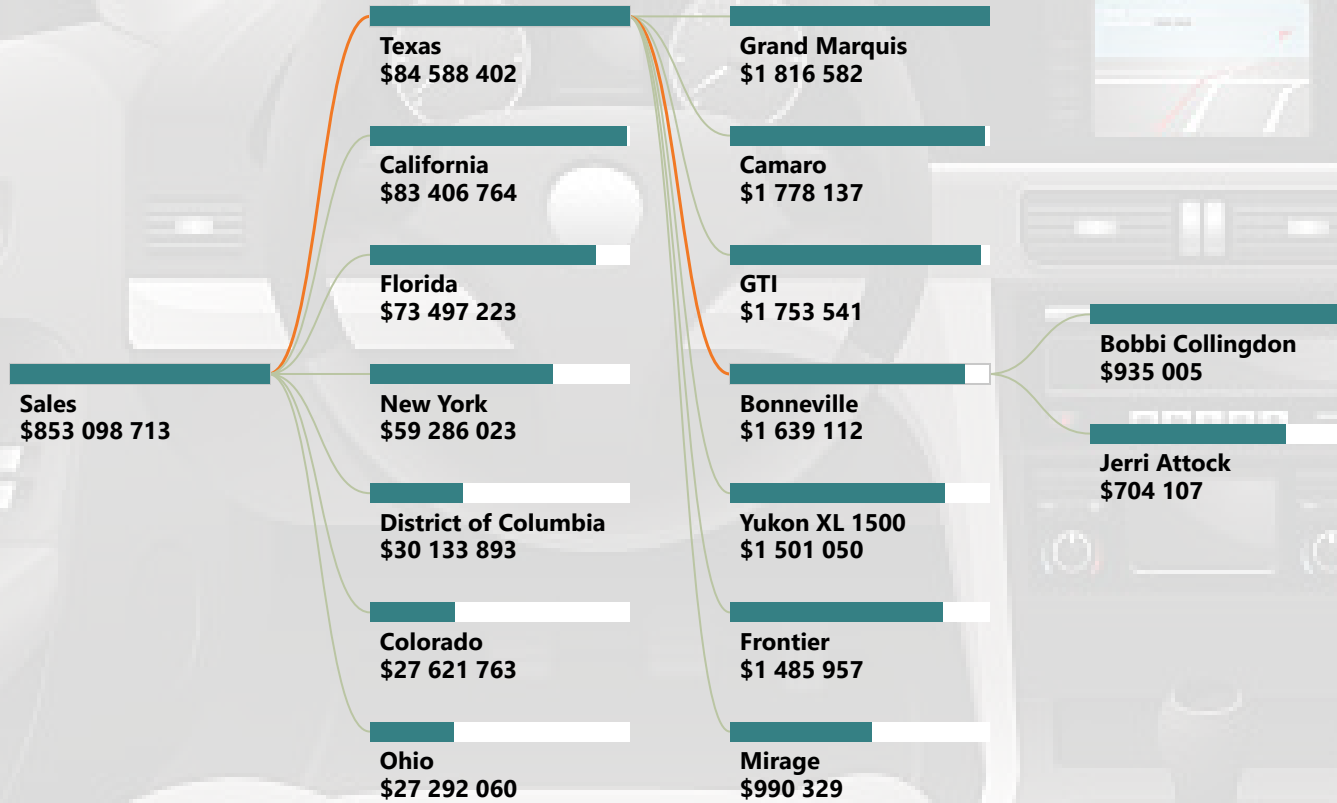 Sales
$853 098 713
Texas
$84 588 402
California
$83 406 764
Florida
$73 497 223
New York
$59 286 023
District of Columbia
$30 133 893
Colorado
$27 621 763
Ohio
$27 292 060
Grand Marquis
$1 816 582
Camaro
$1 778 137
GTI
$1 753 541
Bonneville
$1 639 112
Yukon XL 1500
$1 501 050
Frontier
$1 485 957
Mirage
$990 329
Bobbi Collingdon
$935 005
Jerri Attock
$704 107